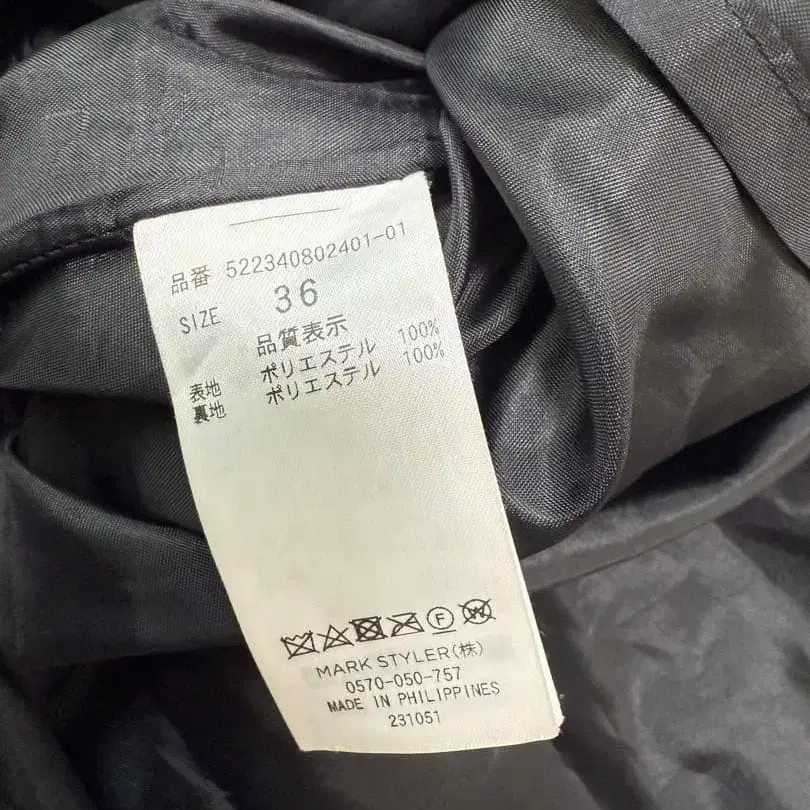 品番 522340802401-01
SIZE 36
品質表示
表地 ポリエステル 100%
裏地 ポリエステル 100%
F W
MARK STYLER(株)
0570-050-757
MADE IN PHILIPPINES
231051